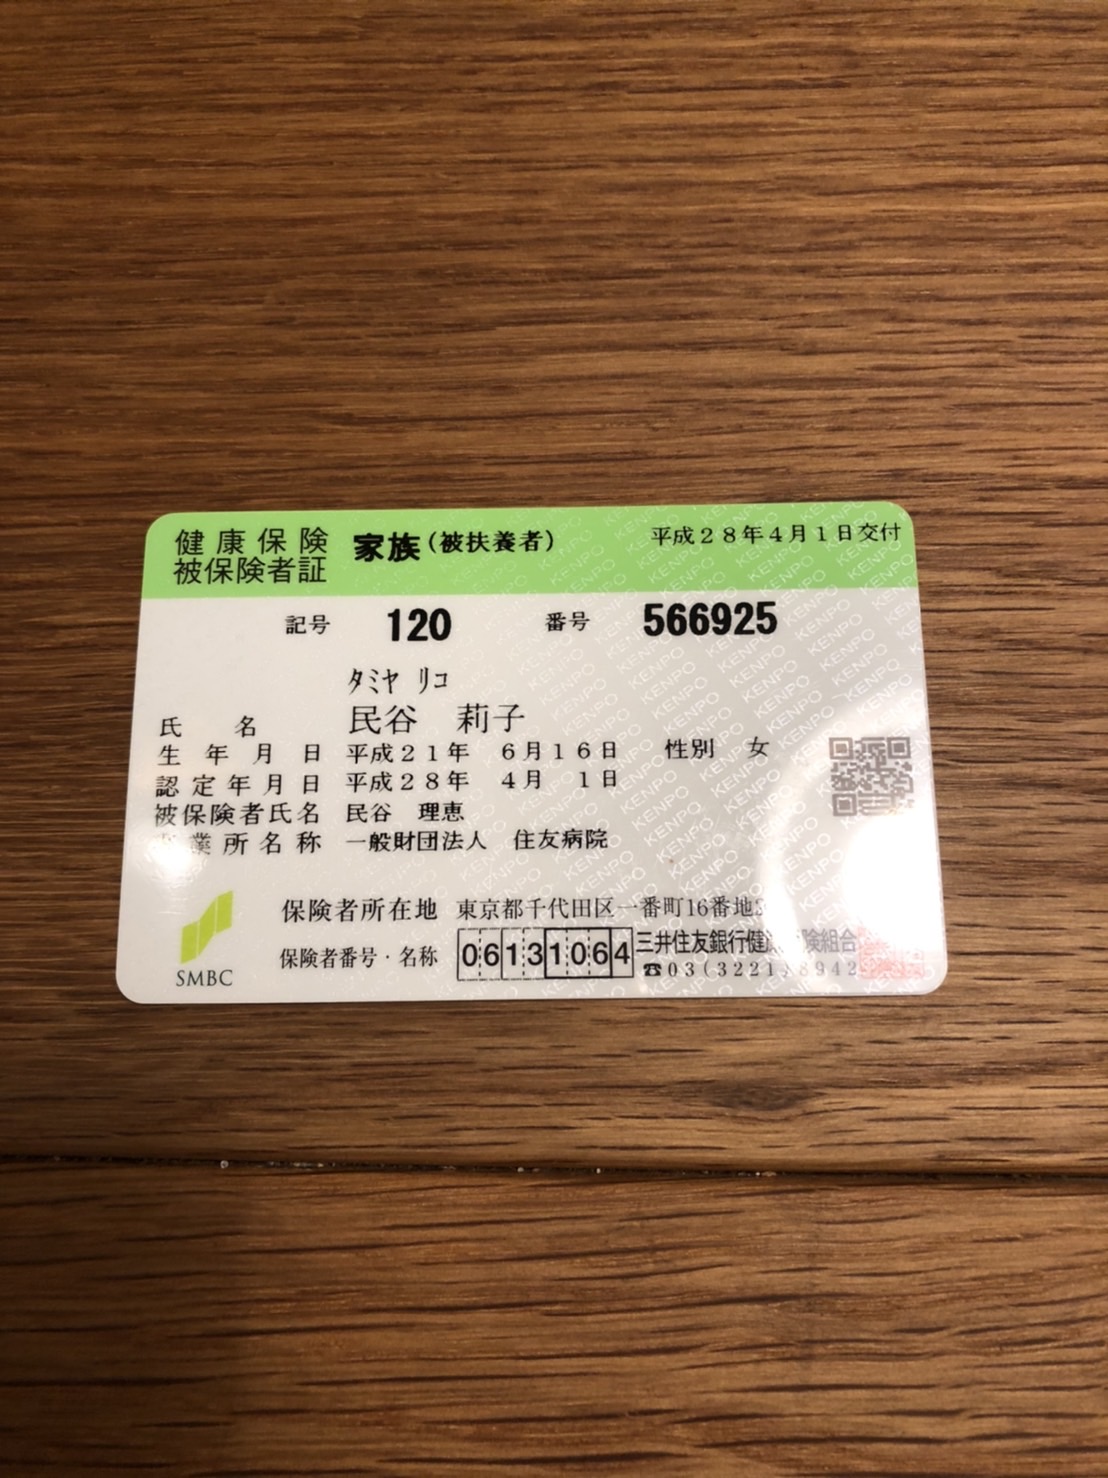 健康保険 家族(被扶養者) 平成28年4月1日交付
被保険者証
記号 120 番号 566925
タミヤ リコ
氏名 民谷 莉子
生年月日 平成21年 6月16日 性別 女
認定年月日 平成28年 4月 1日
被保険者氏名 民谷 理恵
業所名称 一般財団法人 住友病院
保険者所在地 東京都千代田区一番町16番地
保険者番号・名称 06131064 三井住友銀行健 険組合
☎03(3221)8942
SMBC
KENPO